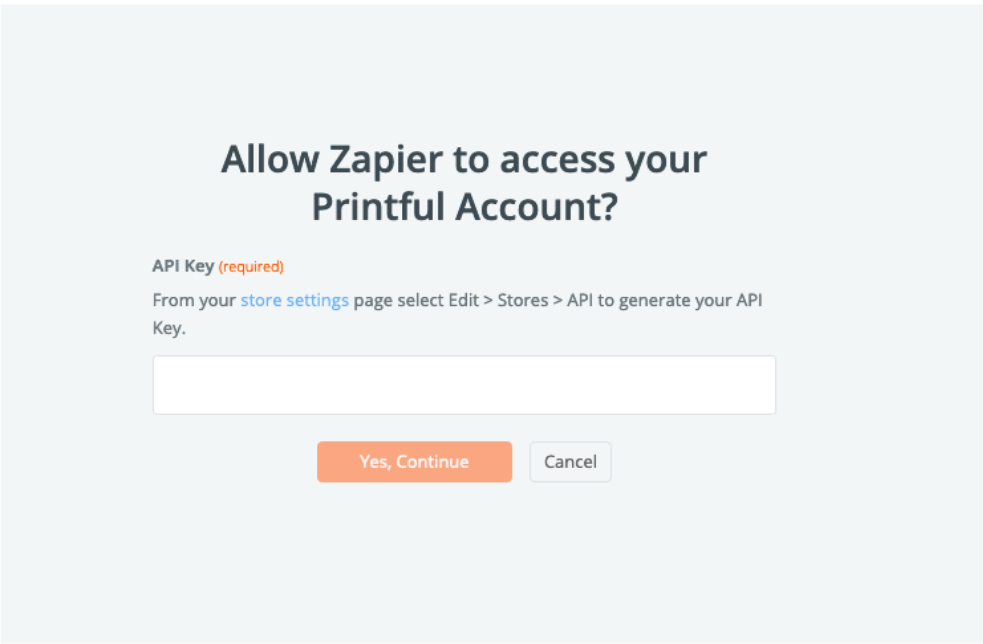 Allow Zapier to access your
Printful Account?
API Key (required)
From your store settings page select Edit > Stores > API to generate your API
Key.
Yes, Continue
Cancel